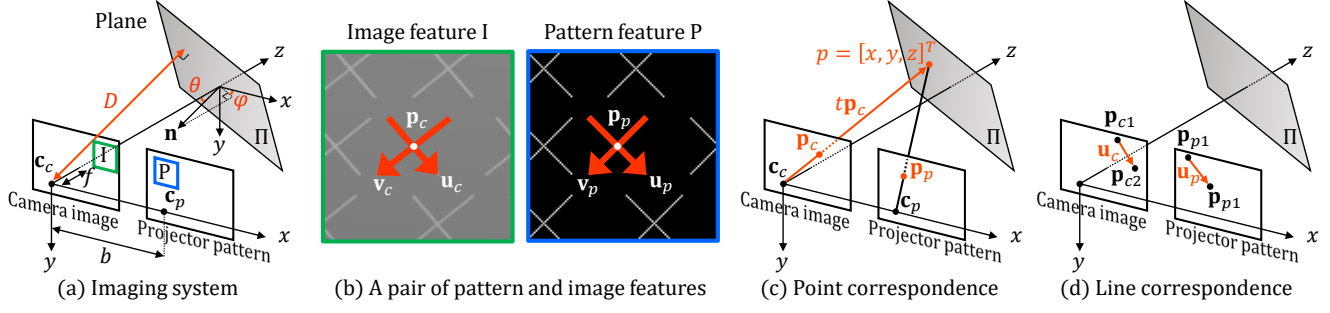 Plane
z
D
θ
φ
x
n
y
Π
c_c
I
f
P
c_p
Camera image
Projector pattern
x
b
y
(a) Imaging system
Image feature I
Pattern feature P
p_c
p_p
v_c
u_c
v_p
u_p
(b) A pair of pattern and image features
p = [x, y, z]^T
z
tp_c
p_c
Π
c_c
p_p
c_p
Camera image
Projector pattern
x
y
(c) Point correspondence
z
p_c1
p_p1
Π
u_c
u_p
p_c2
p_p1
Camera image
Projector pattern
x
y
(d) Line correspondence